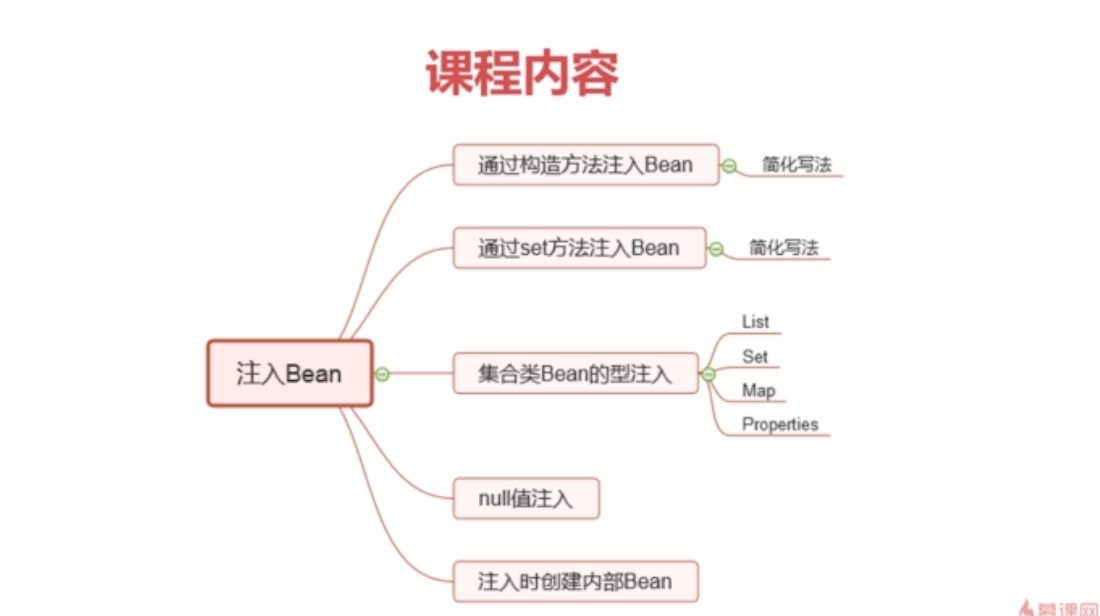 课程内容
通过构造方法注入Bean
简化写法
通过set方法注入Bean
简化写法
注入Bean
集合类Bean的型注入
List
Set
Map
Properties
null值注入
注入时创建内部Bean
慕课网